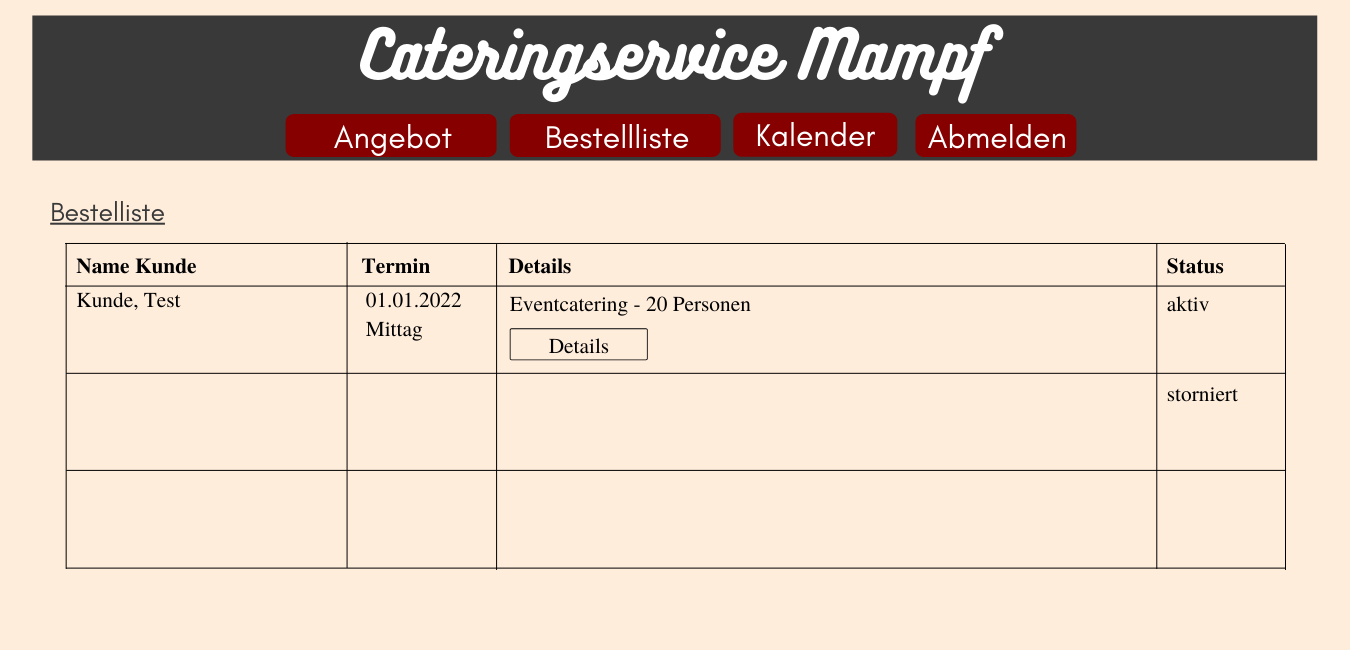 Cateringservice Mampf
Angebot Bestellliste Kalender Abmelden
Bestelliste
Name Kunde Termin Details Status
Kunde, Test 01.01.2022 Eventcatering - 20 Personen aktiv
Mittag
Details
storniert